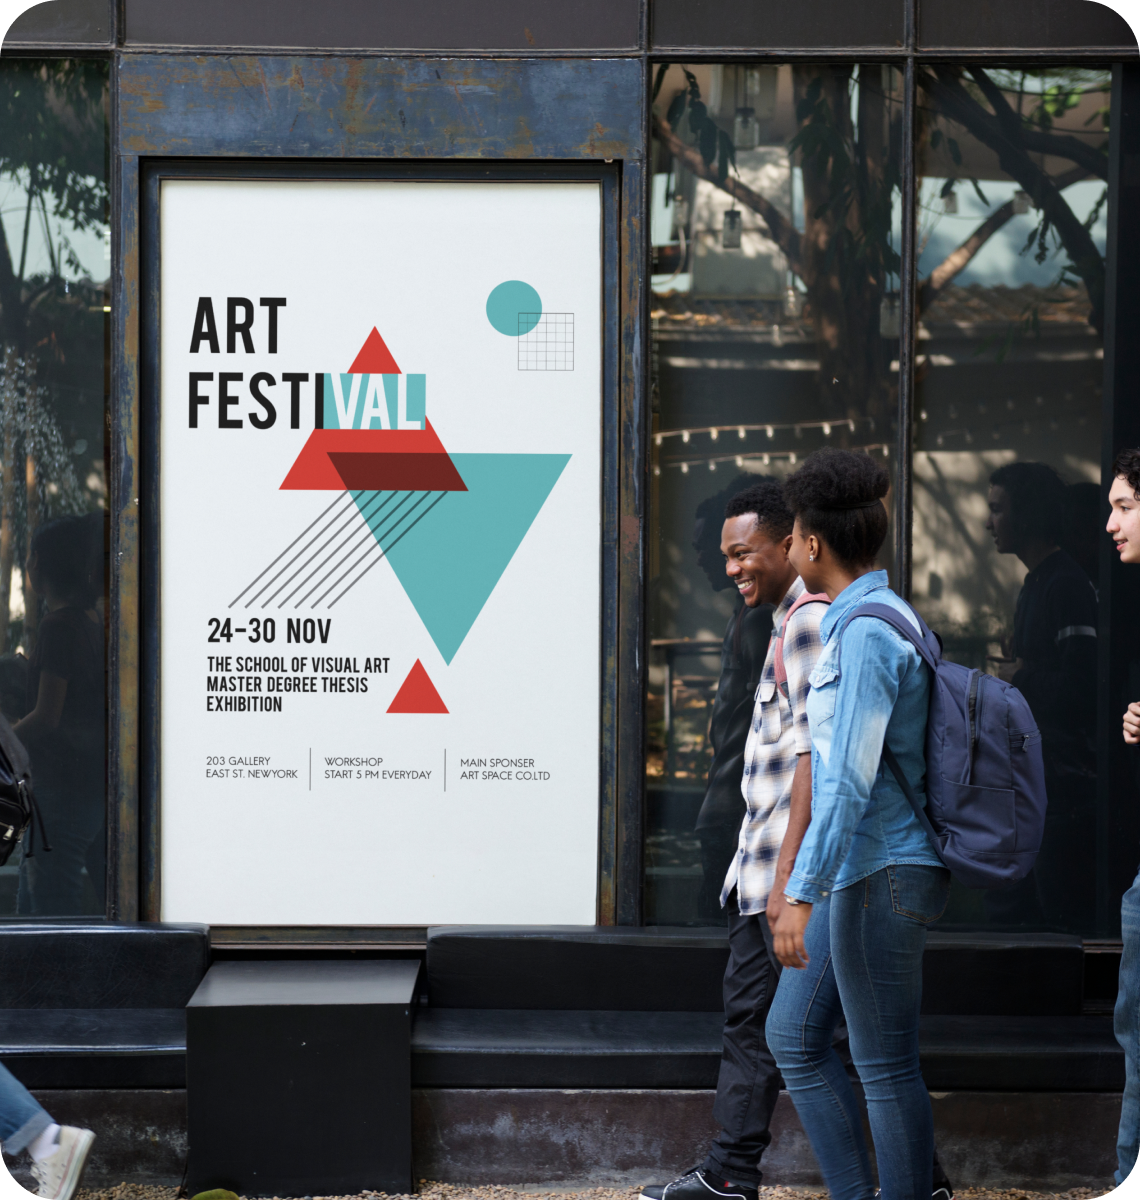 ART
FESTIVAL
24-30 NOV
THE SCHOOL OF VISUAL ART
MASTER DEGREE THESIS
EXHIBITION
203 GALLERY
EAST ST. NEWYORK
WORKSHOP
START 5 PM EVERYDAY
MAIN SPONSER
ART SPACE CO.LTD